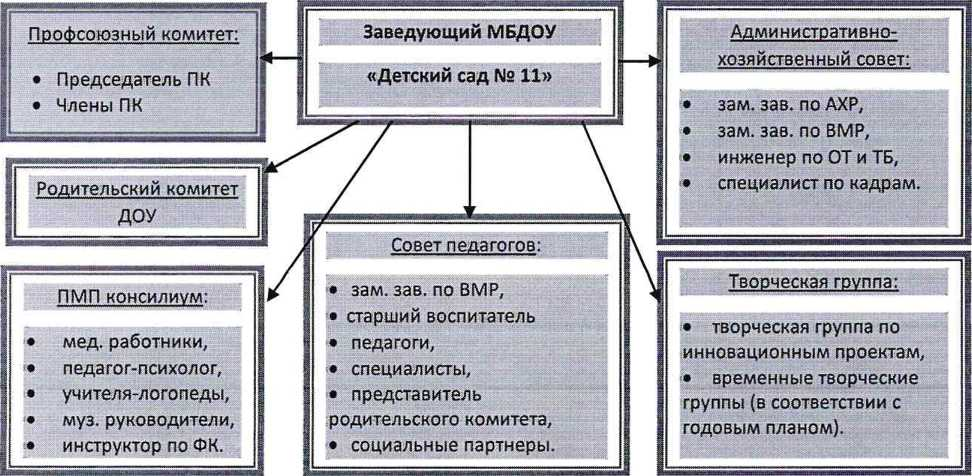 Профсоюзный комитет:
• Председатель ПК
• Члены ПК
Заведующий МБДОУ
«Детский сад № 11»
Административно-
хозяйственный совет:
• зам. зав. по АХР,
• зам. зав. по ВМР,
• инженер по ОТ и ТБ,
• специалист по кадрам.
Родительский комитет
ДОУ
ПМП консилиум:
• мед. работники,
• педагог-психолог,
• учителя-логопеды,
• муз. руководители,
• инструктор по ФК.
Совет педагогов:
• зам. зав. по ВМР,
• старший воспитатель
• педагоги,
• специалисты,
• представитель
родительского комитета,
• социальные партнеры.
Творческая группа:
• творческая группа по
инновационным проектам,
• временные творческие
группы (в соответствии с
годовым планом).